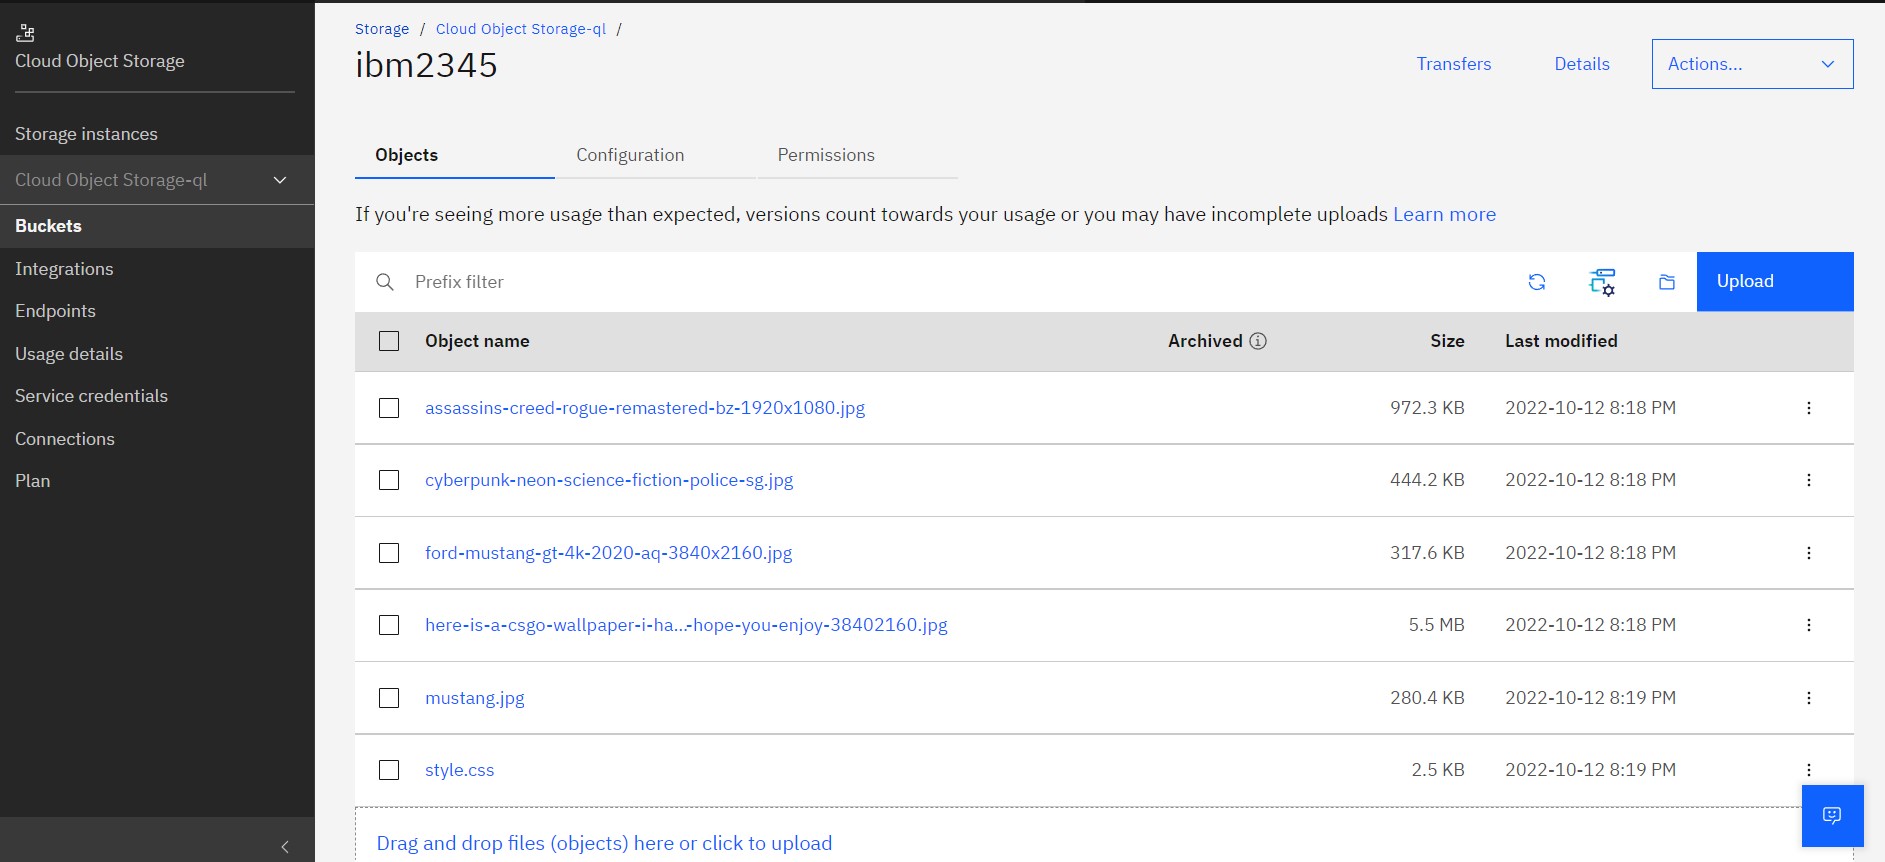 Cloud Object Storage
Storage instances
Cloud Object Storage-ql
Buckets
Integrations
Endpoints
Usage details
Service credentials
Connections
Plan
Storage / Cloud Object Storage-ql /
ibm2345
Transfers Details Actions...
Objects Configuration Permissions
If you're seeing more usage than expected, versions count towards your usage or you may have incomplete uploads Learn more
Prefix filter Upload
Object name Archived Size Last modified
assassins-creed-rogue-remastered-bz-1920x1080.jpg 972.3 KB 2022-10-12 8:18 PM
cyberpunk-neon-science-fiction-police-sg.jpg 444.2 KB 2022-10-12 8:18 PM
ford-mustang-gt-4k-2020-aq-3840x2160.jpg 317.6 KB 2022-10-12 8:18 PM
here-is-a-csgo-wallpaper-i-ha...-hope-you-enjoy-38402160.jpg 5.5 MB 2022-10-12 8:18 PM
mustang.jpg 280.4 KB 2022-10-12 8:19 PM
style.css 2.5 KB 2022-10-12 8:19 PM
Drag and drop files (objects) here or click to upload